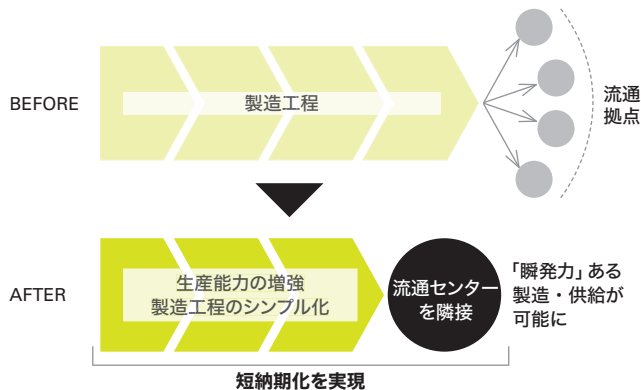 BEFORE
製造工程
流通
拠点
AFTER
生産能力の増強
製造工程のシンプル化
流通センター
を隣接
「瞬発力」ある
製造・供給が
可能に
短納期化を実現